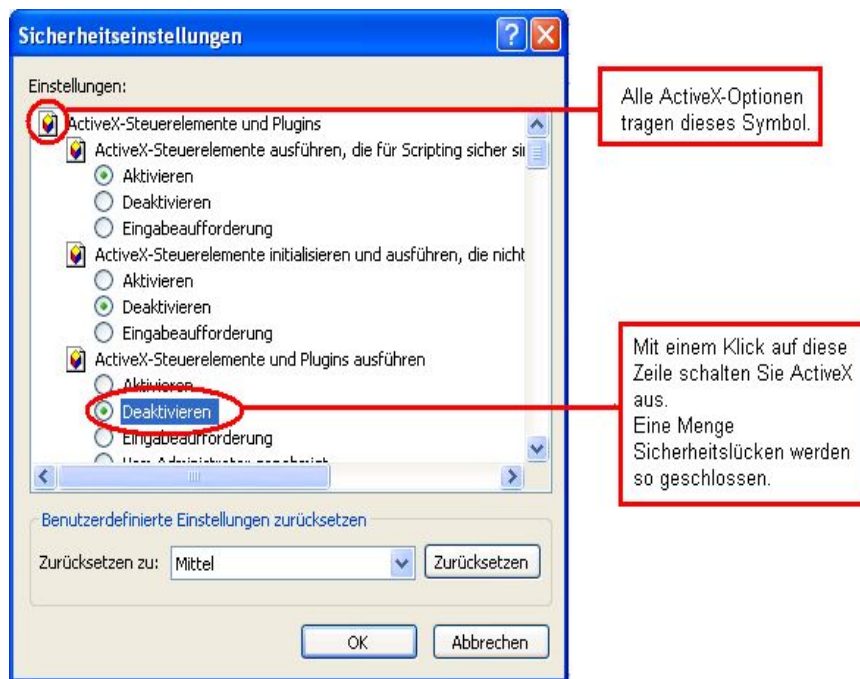 Sicherheitseinstellungen
Einstellungen:
ActiveX-Steuerelemente und Plugins
ActiveX-Steuerelemente ausführen, die für Scripting sicher
Aktivieren
Deaktivieren
Eingabeaufforderung
ActiveX-Steuerelemente initialisieren und ausführen, die nicht
Aktivieren
Deaktivieren
Eingabeaufforderung
ActiveX-Steuerelemente und Plugins ausführen
Aktivieren
Deaktivieren
Eingabeaufforderung
Benutzerdefinierte Einstellungen zurücksetzen
Zurücksetzen zu:
Mittel
Zurücksetzen
OK
Abbrechen
Alle ActiveX-Optionen
tragen dieses Symbol.
Mit einem Klick auf diese
Zeile schalten Sie ActiveX
aus.
Eine Menge
Sicherheitslücken werden
so geschlossen.